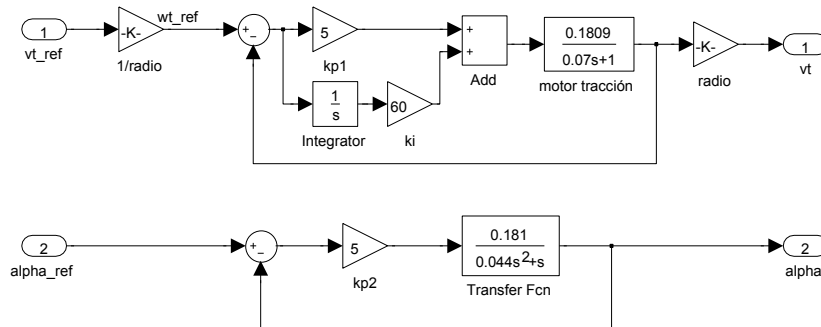 1
vt_ref
-K-
1/radio
wt_ref
+
−
5
kp1
1
s
Integrator
60
ki
+
+
Add
0.1809
0.07s+1
motor tracción
-K-
radio
1
vt
2
alpha_ref
+
−
5
kp2
0.181
0.044s²+s
Transfer Fcn
2
alpha